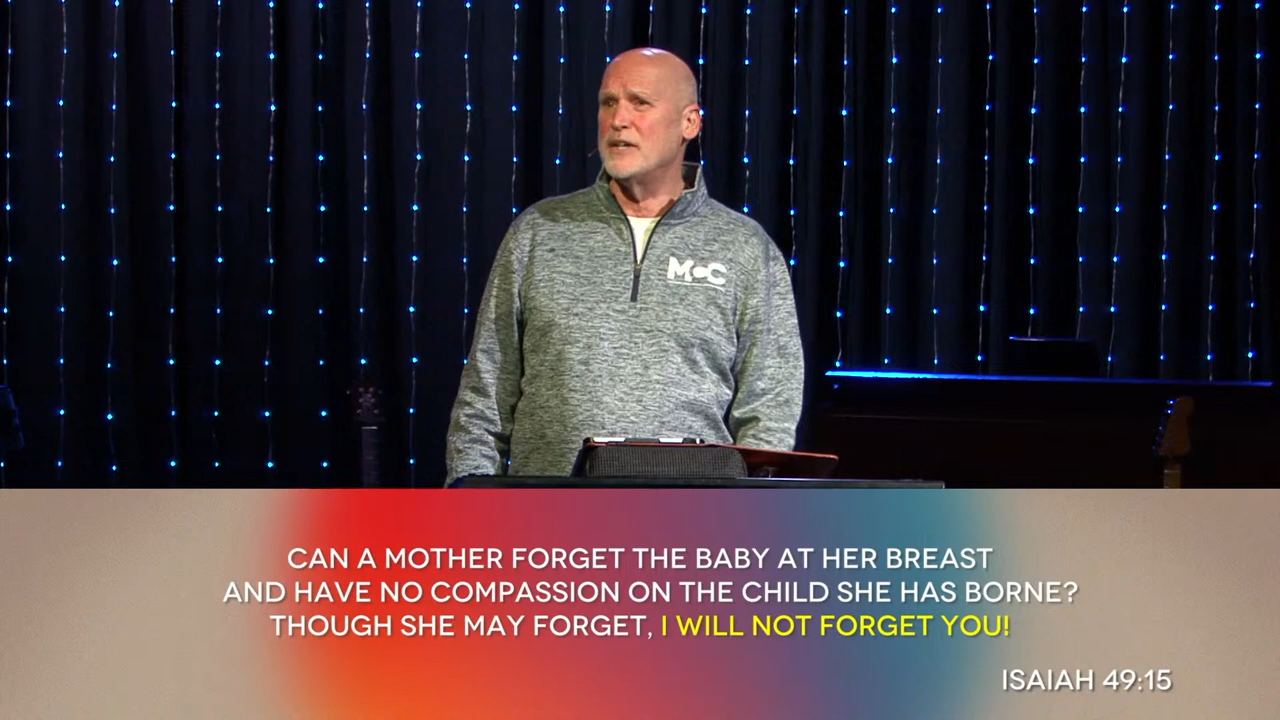 MC
CAN A MOTHER FORGET THE BABY AT HER BREAST
AND HAVE NO COMPASSION ON THE CHILD SHE HAS BORNE?
THOUGH SHE MAY FORGET, I WILL NOT FORGET YOU!
ISAIAH 49:15